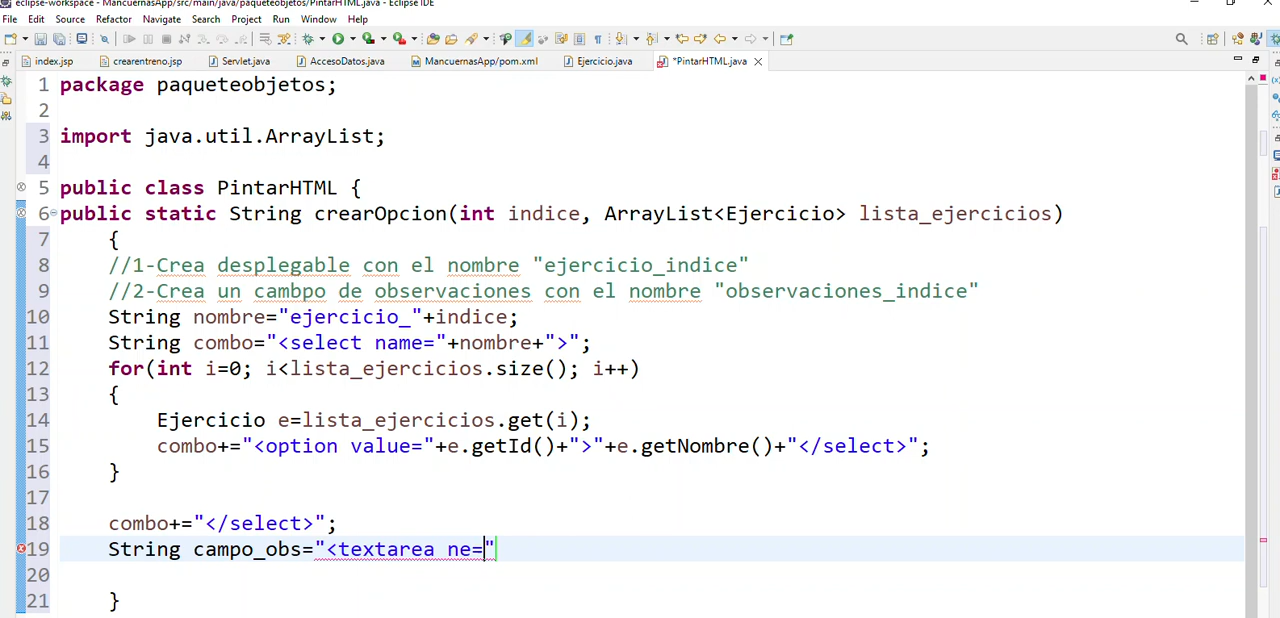 eclipse-workspace - MancuernasApp/src/main/java/paqueteobjetos/PintarHTML.java - Eclipse IDE
File Edit Source Refactor Navigate Search Project Run Window Help
index.jsp crearentreno.jsp Servlet.java AccesoDatos.java MancuernasApp/pom.xml Ejercicio.java *PintarHTML.java
1 package paqueteobjetos;
2
3 import java.util.ArrayList;
4
5 public class PintarHTML {
6 public static String crearOpcion(int indice, ArrayList<Ejercicio> lista_ejercicios)
7 {
8 //1-Crea desplegable con el nombre "ejercicio_indice"
9 //2-Crea un cambpo de observaciones con el nombre "observaciones_indice"
10 String nombre="ejercicio_"+indice;
11 String combo="<select name="+nombre+">";
12 for(int i=0; i<lista_ejercicios.size(); i++)
13 {
14 Ejercicio e=lista_ejercicios.get(i);
15 combo+="<option value="+e.getId()+">"+e.getNombre()+"</select>";
16 }
17
18 combo+="</select>";
19 String campo_obs="<textarea ne="
20
21 }